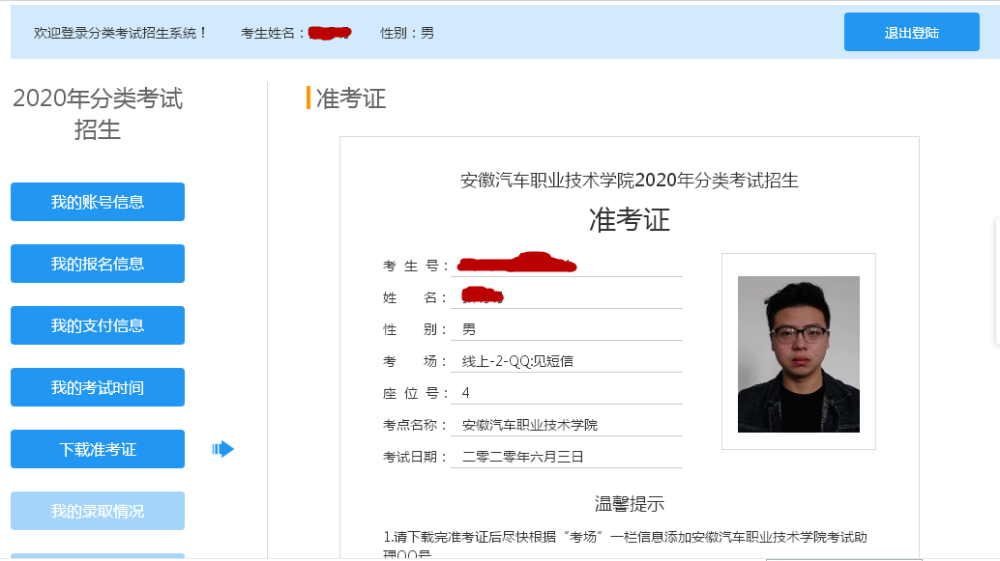 欢迎登录分类考试招生系统！ 考生姓名： 性别：男 退出登陆
2020年分类考试
招生
我的账号信息
我的报名信息
我的支付信息
我的考试时间
下载准考证
我的录取情况
准考证
安徽汽车职业技术学院2020年分类考试招生
准考证
考 生 号：
姓 名：
性 别： 男
考 场： 线上-2-QQ:见短信
座 位 号： 4
考点名称： 安徽汽车职业技术学院
考试日期： 二零二零年六月三日
温馨提示
1.请下载完准考证后尽快根据“考场”一栏信息添加安徽汽车职业技术学院考试助
理QQ号